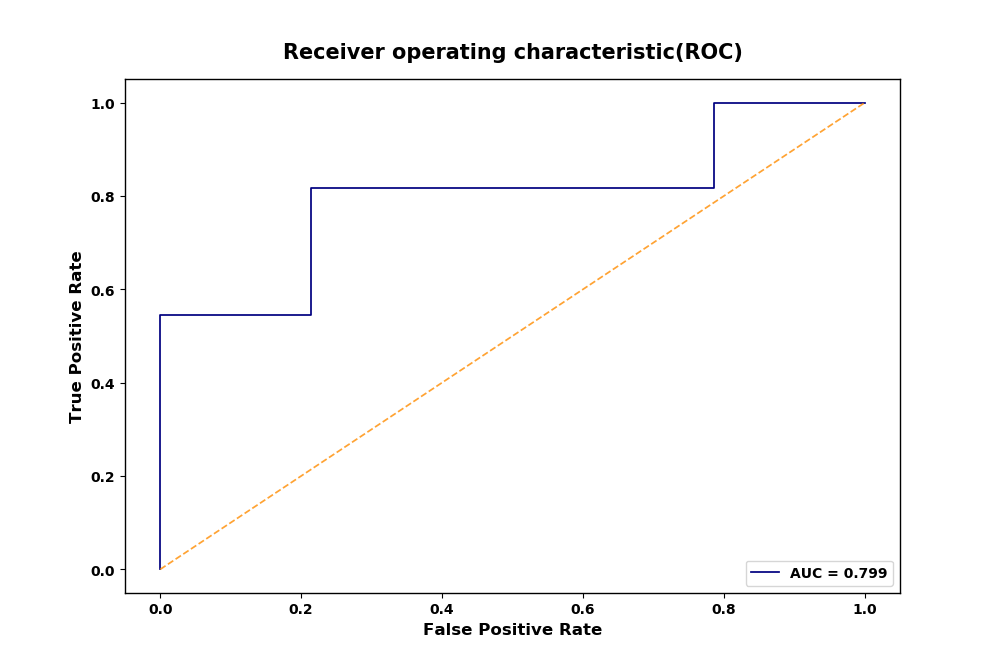 Receiver operating characteristic(ROC)
1.0
0.8
0.6
0.4
0.2
0.0
True Positive Rate
0.0 0.2 0.4 0.6 0.8 1.0
False Positive Rate
AUC = 0.799